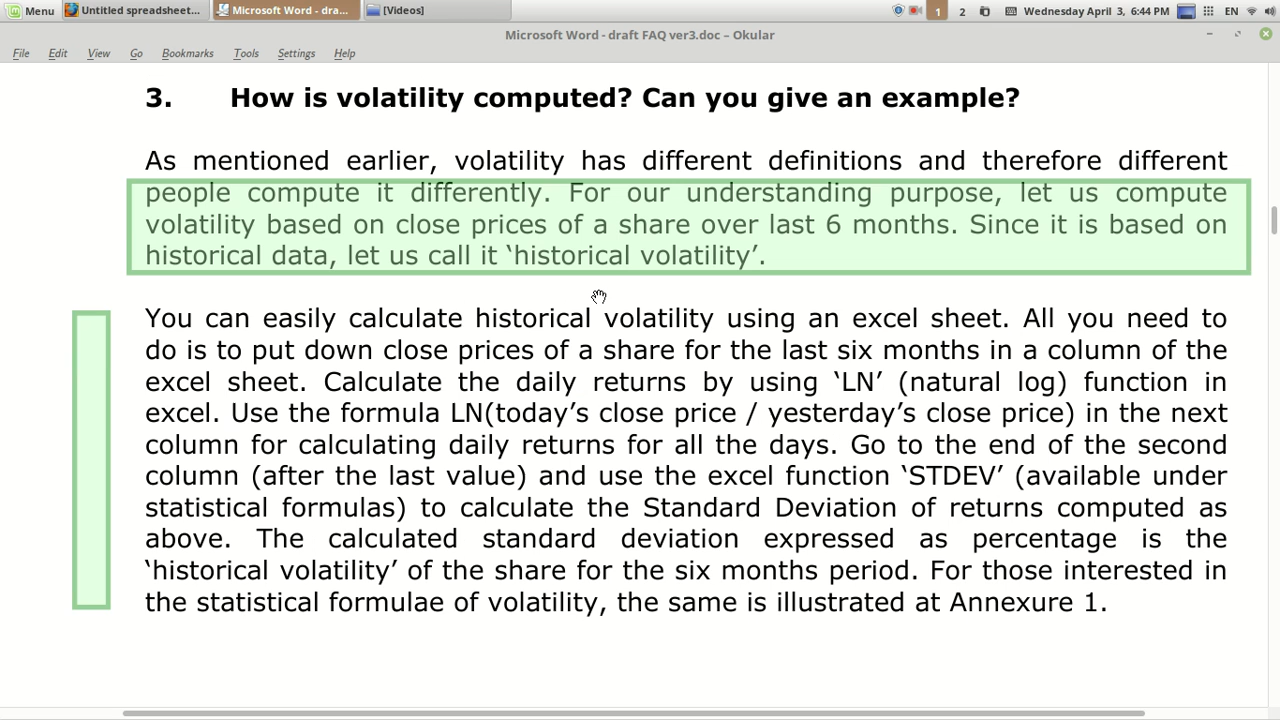 Menu
Untitled spreadsheet...
Microsoft Word - dra...
[Videos]
1
2
Wednesday April 3, 6:44 PM
EN
Microsoft Word - draft FAQ ver3.doc – Okular
File Edit View Go Bookmarks Tools Settings Help
3. How is volatility computed? Can you give an example?
As mentioned earlier, volatility has different definitions and therefore different
people compute it differently. For our understanding purpose, let us compute
volatility based on close prices of a share over last 6 months. Since it is based on
historical data, let us call it ‘historical volatility’.
You can easily calculate historical volatility using an excel sheet. All you need to
do is to put down close prices of a share for the last six months in a column of the
excel sheet. Calculate the daily returns by using ‘LN’ (natural log) function in
excel. Use the formula LN(today’s close price / yesterday’s close price) in the next
column for calculating daily returns for all the days. Go to the end of the second
column (after the last value) and use the excel function ‘STDEV’ (available under
statistical formulas) to calculate the Standard Deviation of returns computed as
above. The calculated standard deviation expressed as percentage is the
‘historical volatility’ of the share for the six months period. For those interested in
the statistical formulae of volatility, the same is illustrated at Annexure 1.